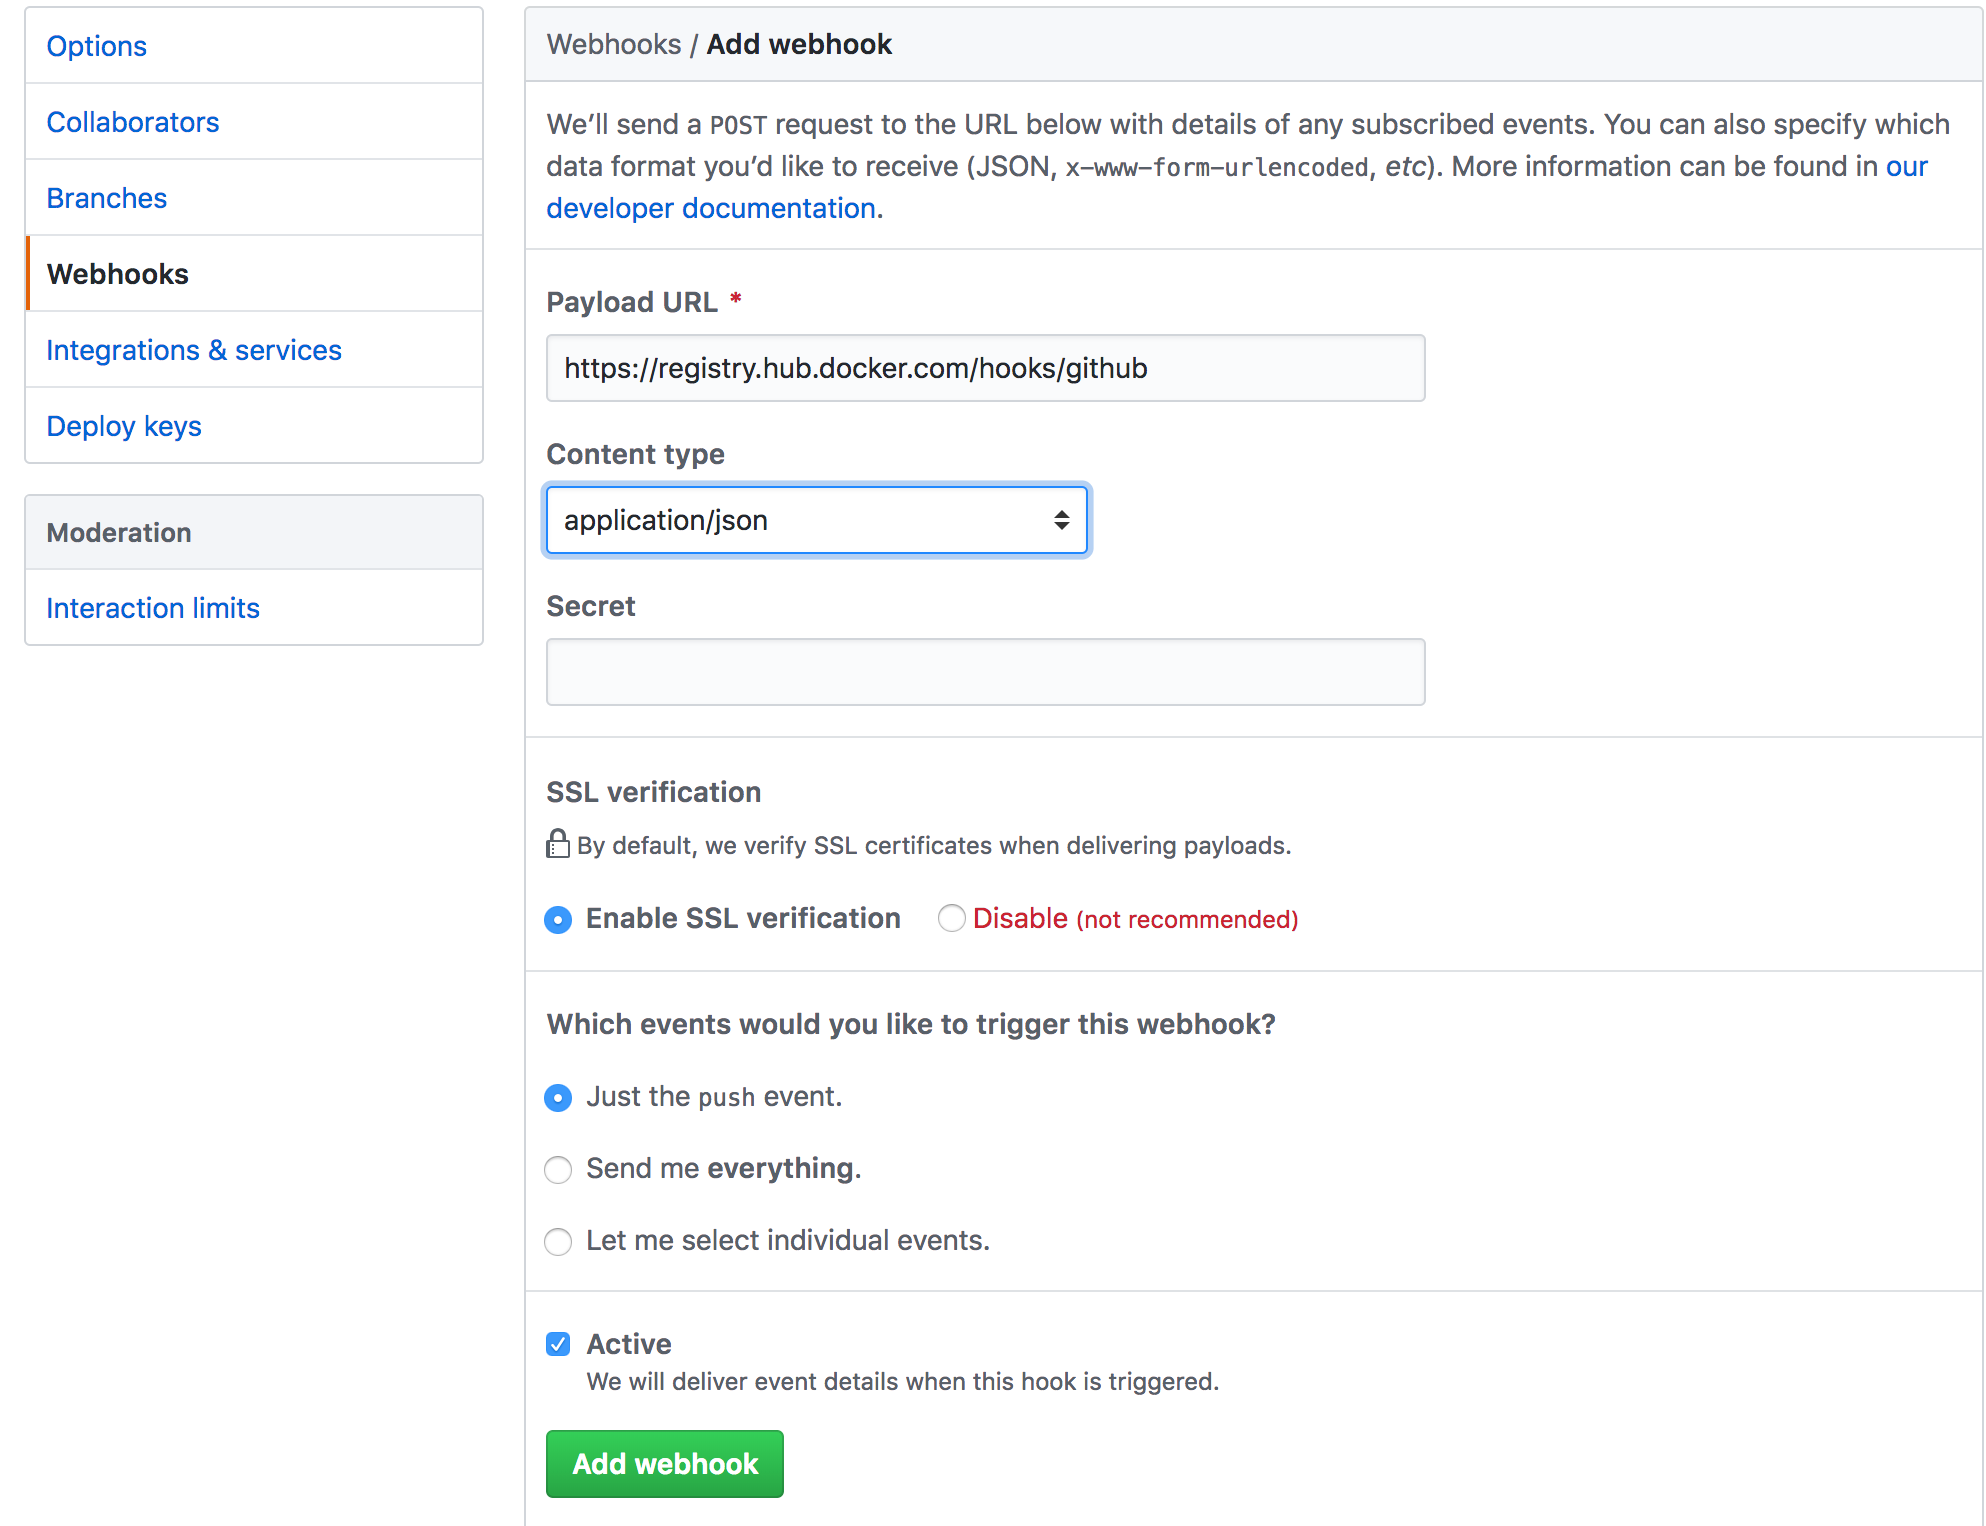 Options
Collaborators
Branches
Webhooks
Integrations & services
Deploy keys
Moderation
Interaction limits
Webhooks / Add webhook
We’ll send a POST request to the URL below with details of any subscribed events. You can also specify which
data format you’d like to receive (JSON, x-www-form-urlencoded, etc). More information can be found in our
developer documentation.
Payload URL *
https://registry.hub.docker.com/hooks/github
Content type
application/json
Secret
SSL verification
By default, we verify SSL certificates when delivering payloads.
Enable SSL verification Disable (not recommended)
Which events would you like to trigger this webhook?
Just the push event.
Send me everything.
Let me select individual events.
Active
We will deliver event details when this hook is triggered.
Add webhook